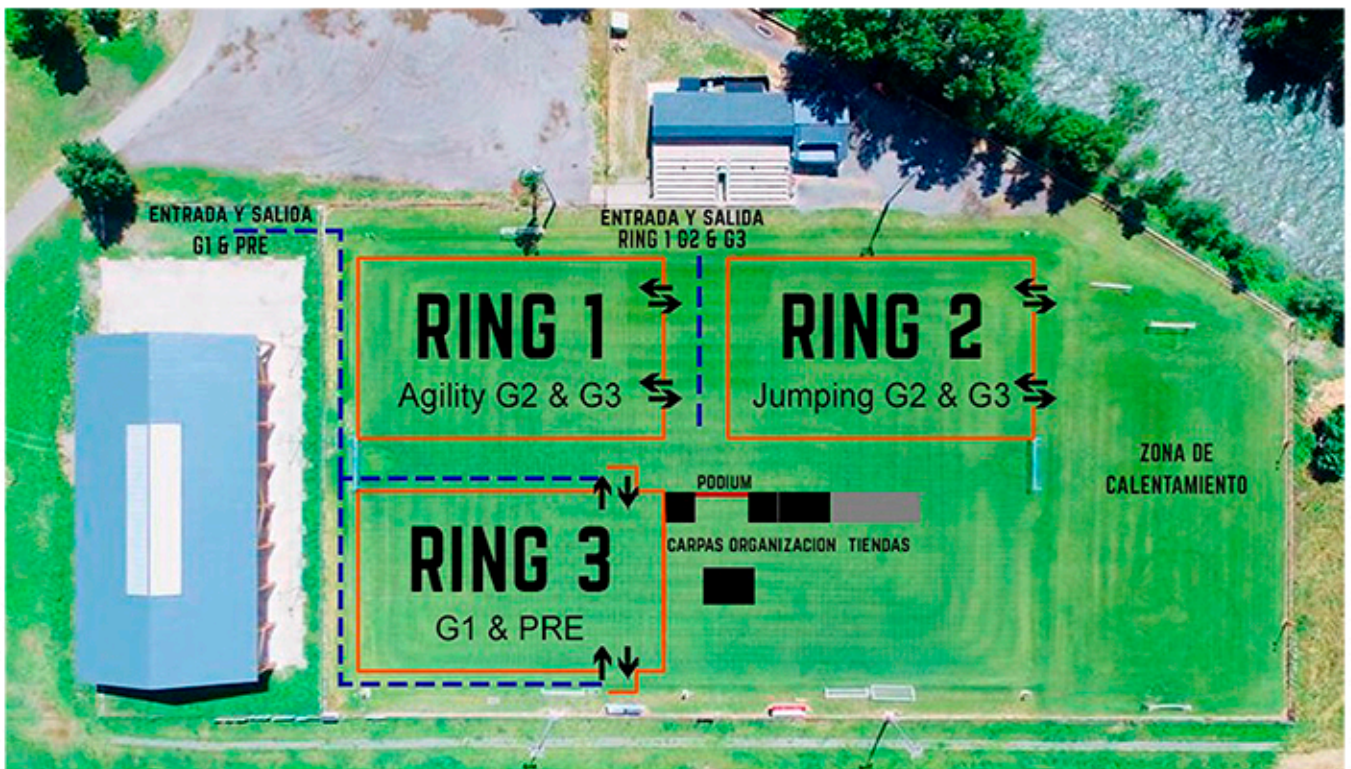 ENTRADA Y SALIDA
G1 & PRE
ENTRADA Y SALIDA
RING 1 G2 & G3
RING 1
Agility G2 & G3
RING 2
Jumping G2 & G3
ZONA DE
CALENTAMIENTO
PODIUM
CARPAS ORGANIZACION TIENDAS
RING 3
G1 & PRE